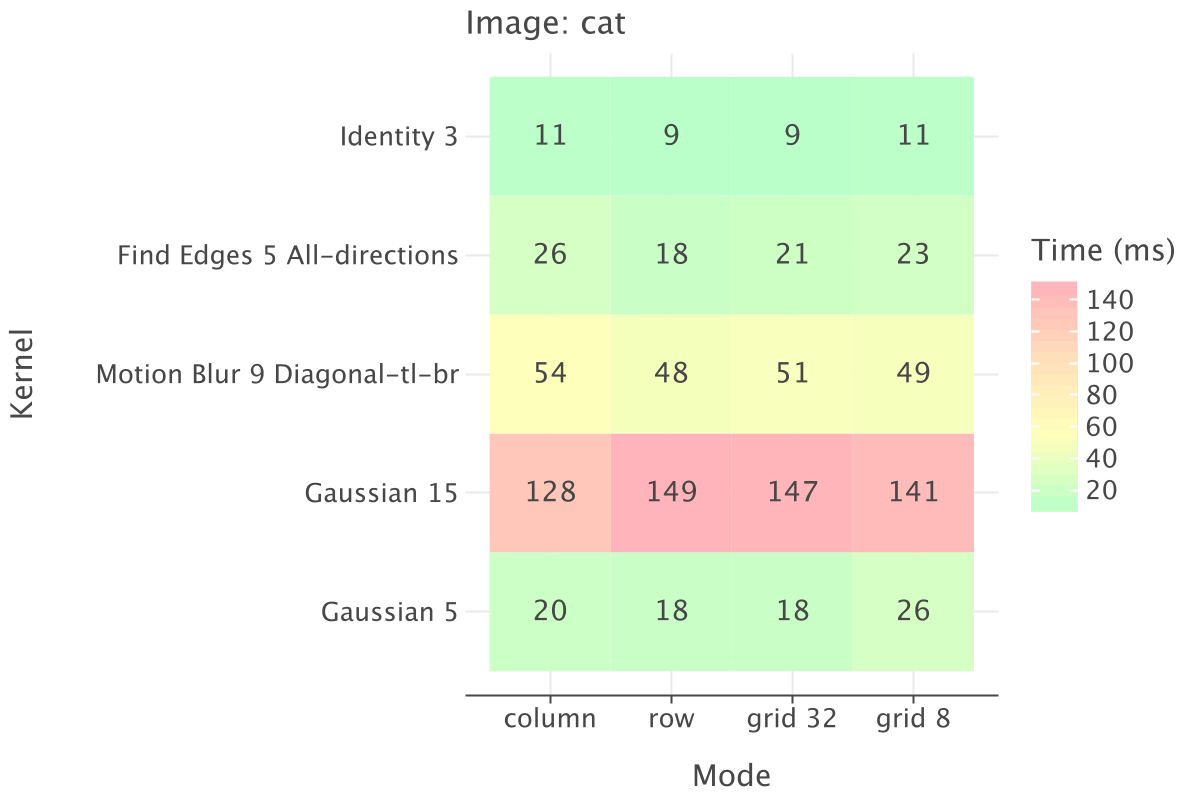 Image: cat
Kernel
Identity 3 11 9 9 11
Find Edges 5 All-directions 26 18 21 23
Motion Blur 9 Diagonal-tl-br 54 48 51 49
Gaussian 15 128 149 147 141
Gaussian 5 20 18 18 26
column row grid 32 grid 8
Mode
Time (ms)
140
120
100
80
60
40
20